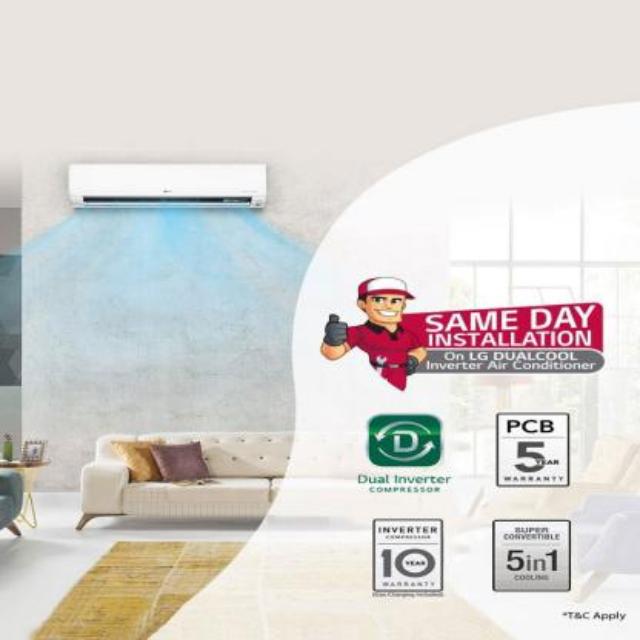 SAME DAY
INSTALLATION
On LG DUALCOOL
Inverter Air Conditioner
D
Dual Inverter
COMPRESSOR
PCB
5 YEAR
WARRANTY
INVERTER
COMPRESSOR
10 YEAR
WARRANTY
SUPER
CONVERTIBLE
5in1
COOLING
*T&C Apply